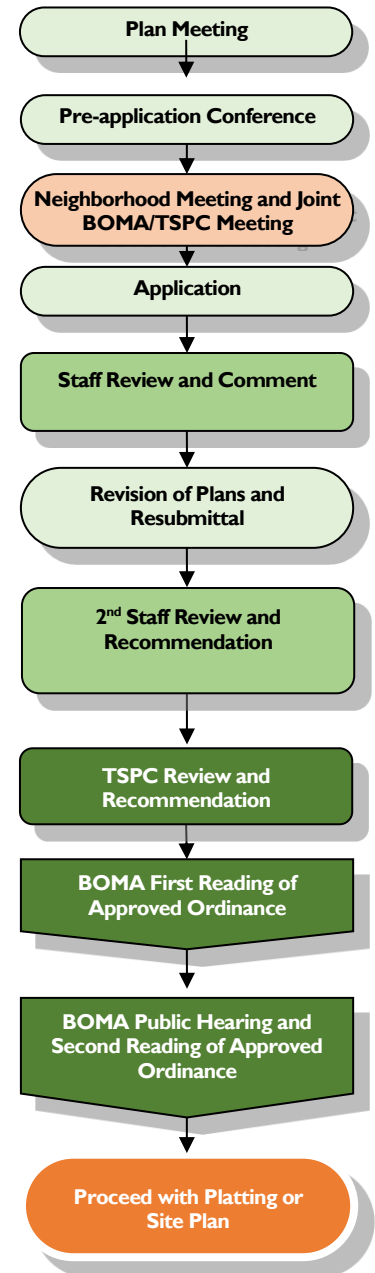 Plan Meeting
Pre-application Conference
Neighborhood Meeting and Joint
BOMA/TSPC Meeting
Application
Staff Review and Comment
Revision of Plans and
Resubmittal
2nd Staff Review and
Recommendation
TSPC Review and
Recommendation
BOMA First Reading of
Approved Ordinance
BOMA Public Hearing and
Second Reading of Approved
Ordinance
Proceed with Platting or
Site Plan